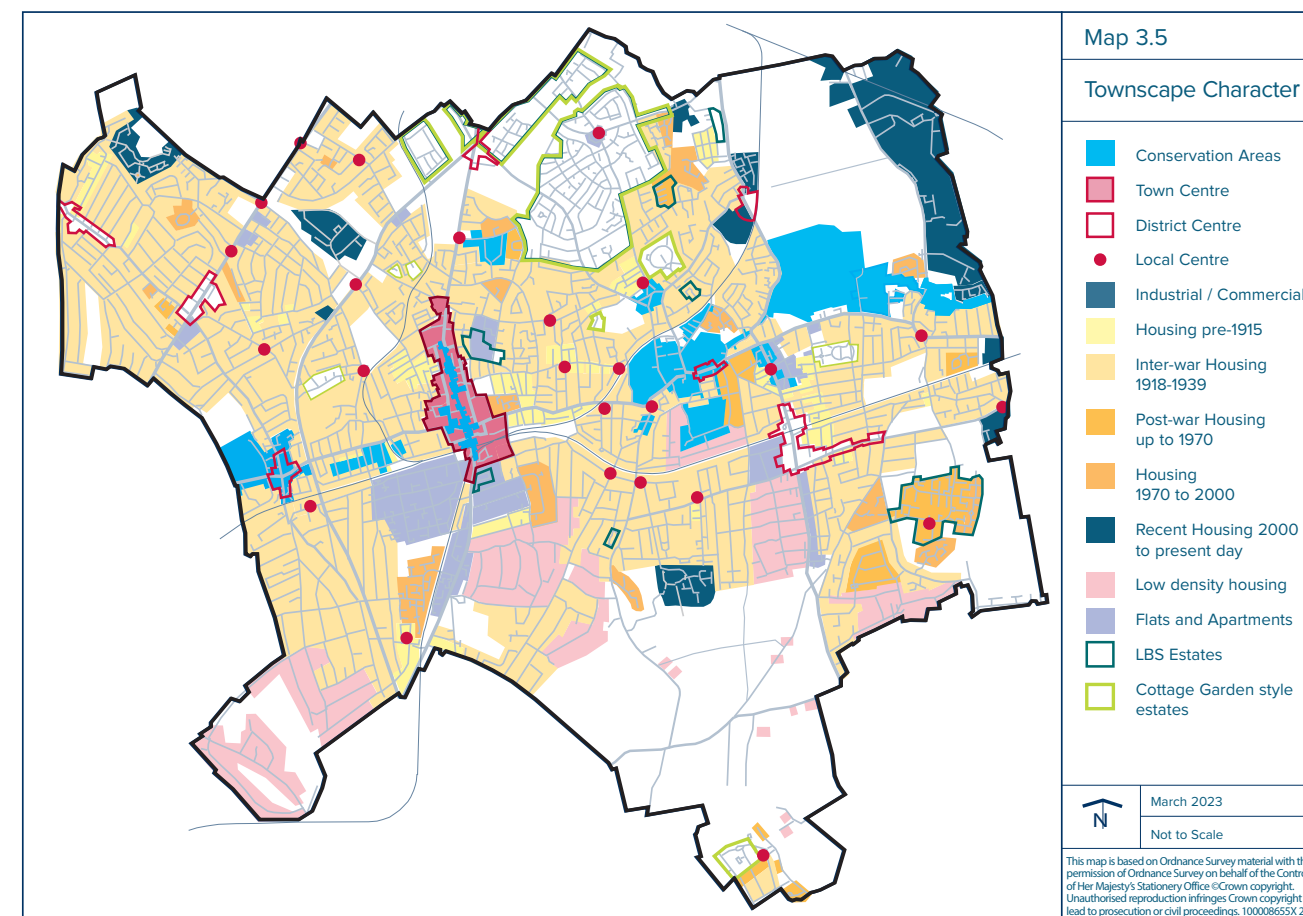 Map 3.5
Townscape Character
Conservation Areas
Town Centre
District Centre
Local Centre
Industrial / Commercial
Housing pre-1915
Inter-war Housing
1918-1939
Post-war Housing
up to 1970
Housing
1970 to 2000
Recent Housing 2000
to present day
Low density housing
Flats and Apartments
LBS Estates
Cottage Garden style
estates
N
March 2023
Not to Scale
This map is based on Ordnance Survey material with th
permission of Ordnance Survey on behalf of the Contr
of Her Majesty's Stationery Office ©Crown copyright.
Unauthorised reproduction infringes Crown copyright
lead to prosecution or civil proceedings. 100008655X 2